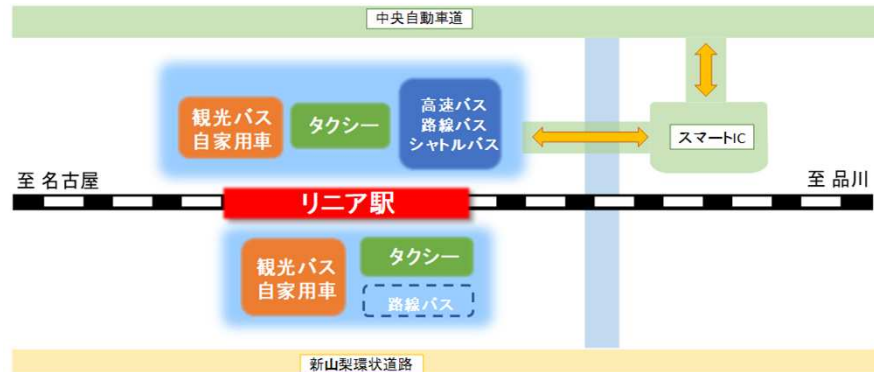 中央自動車道
観光バス
自家用車
タクシー
高速バス
路線バス
シャトルバス
スマートIC
至 名古屋
至 品川
リニア駅
観光バス
自家用車
タクシー
路線バス
新山梨環状道路